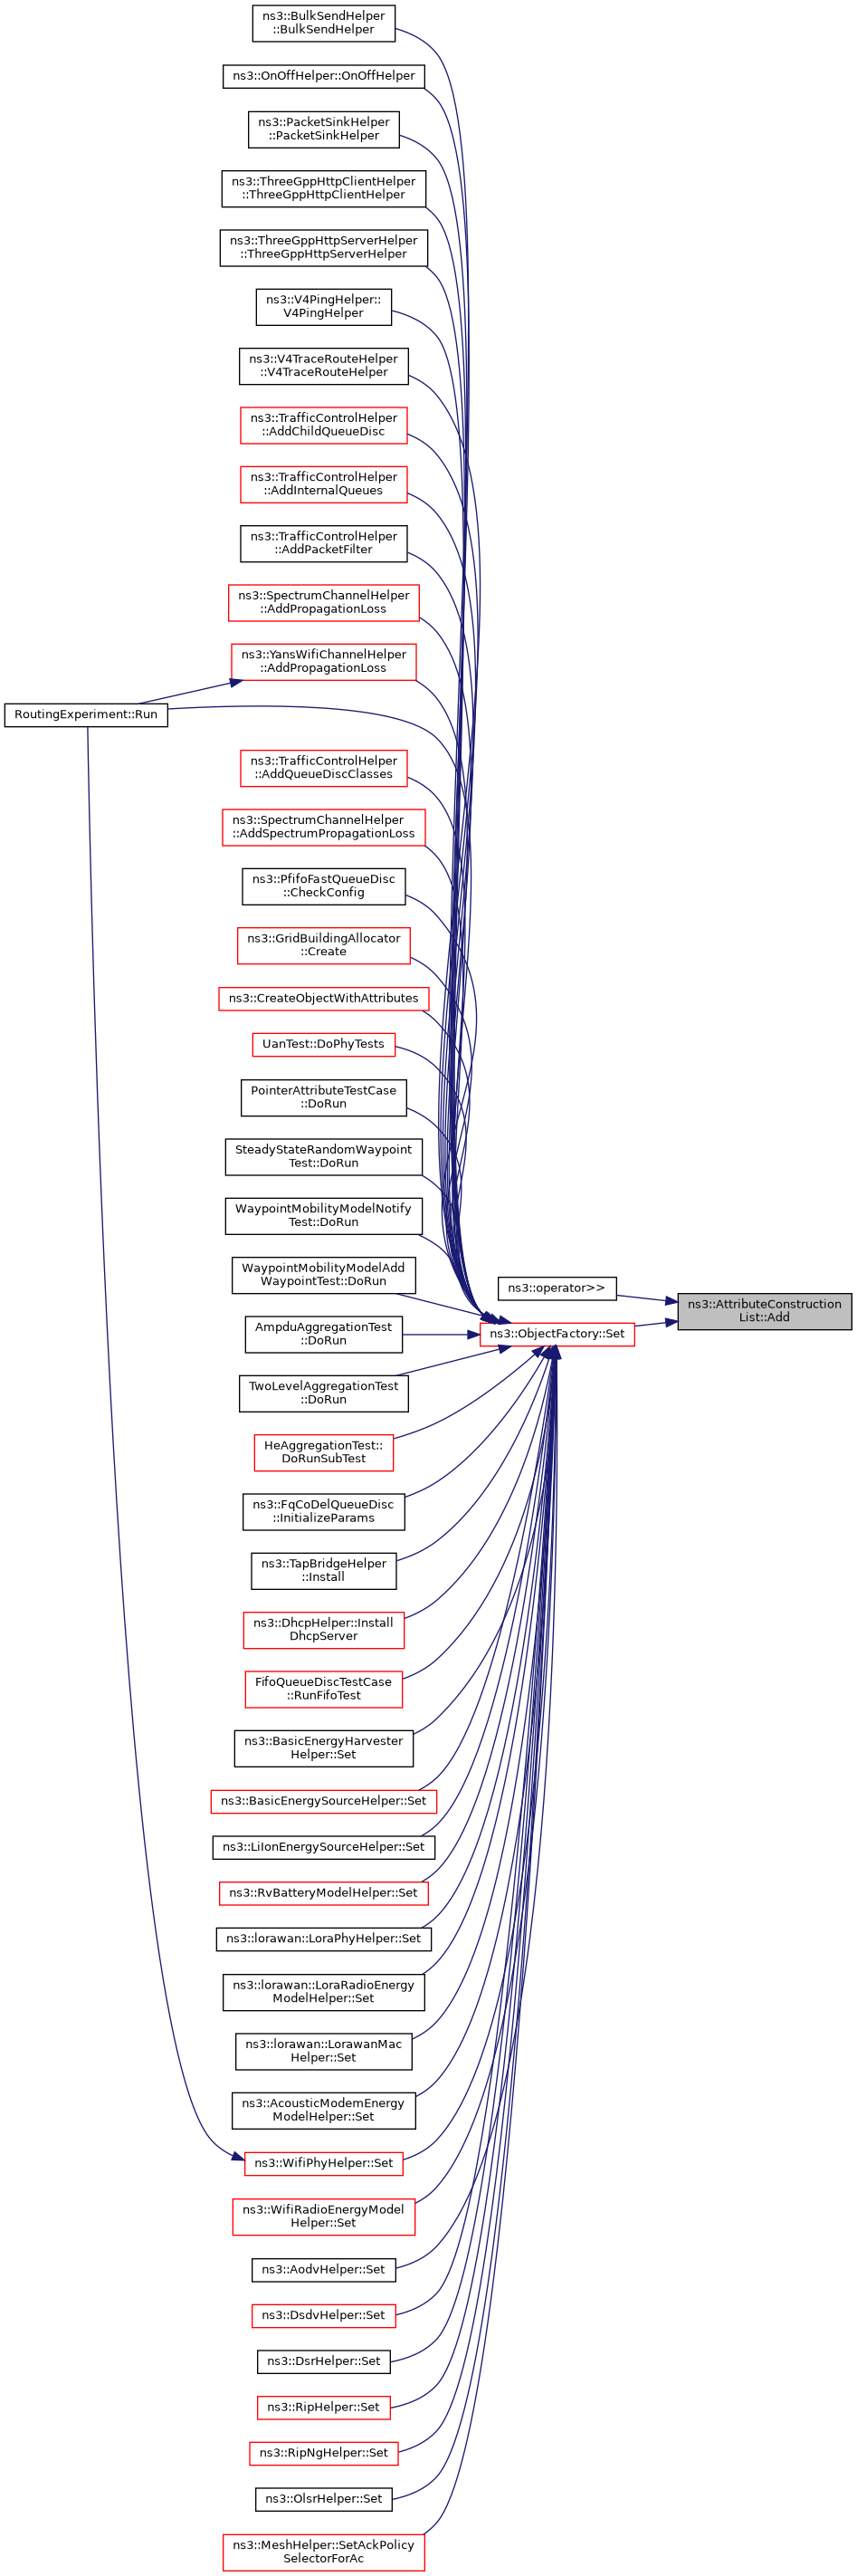 ns3::BulkSendHelper
::BulkSendHelper
ns3::OnOffHelper::OnOffHelper
ns3::PacketSinkHelper
::PacketSinkHelper
ns3::ThreeGppHttpClientHelper
::ThreeGppHttpClientHelper
ns3::ThreeGppHttpServerHelper
::ThreeGppHttpServerHelper
ns3::V4PingHelper::
V4PingHelper
ns3::V4TraceRouteHelper
::V4TraceRouteHelper
ns3::TrafficControlHelper
::AddChildQueueDisc
ns3::TrafficControlHelper
::AddInternalQueues
ns3::TrafficControlHelper
::AddPacketFilter
ns3::SpectrumChannelHelper
::AddPropagationLoss
ns3::YansWifiChannelHelper
::AddPropagationLoss
RoutingExperiment::Run
ns3::TrafficControlHelper
::AddQueueDiscClasses
ns3::SpectrumChannelHelper
::AddSpectrumPropagationLoss
ns3::PfifoFastQueueDisc
::CheckConfig
ns3::GridBuildingAllocator
::Create
ns3::CreateObjectWithAttributes
UanTest::DoPhyTests
PointerAttributeTestCase
::DoRun
SteadyStateRandomWaypoint
Test::DoRun
WaypointMobilityModelNotify
Test::DoRun
WaypointMobilityModelAdd
WaypointTest::DoRun
ns3::operator>>
ns3::AttributeConstruction
List::Add
AmpduAggregationTest
::DoRun
ns3::ObjectFactory::Set
TwoLevelAggregationTest
::DoRun
HeAggregationTest::
DoRunSubTest
ns3::FqCoDelQueueDisc
::InitializeParams
ns3::TapBridgeHelper
::Install
ns3::DhcpHelper::Install
DhcpServer
FifoQueueDiscTestCase
::RunFifoTest
ns3::BasicEnergyHarvester
Helper::Set
ns3::BasicEnergySourceHelper::Set
ns3::LiIonEnergySourceHelper::Set
ns3::RvBatteryModelHelper::Set
ns3::lorawan::LoraPhyHelper::Set
ns3::lorawan::LoraRadioEnergy
ModelHelper::Set
ns3::lorawan::LorawanMac
Helper::Set
ns3::AcousticModemEnergy
ModelHelper::Set
ns3::WifiPhyHelper::Set
ns3::WifiRadioEnergyModel
Helper::Set
ns3::AodvHelper::Set
ns3::DsdvHelper::Set
ns3::DsrHelper::Set
ns3::RipHelper::Set
ns3::RipNgHelper::Set
ns3::OlsrHelper::Set
ns3::MeshHelper::SetAckPolicy
SelectorForAc